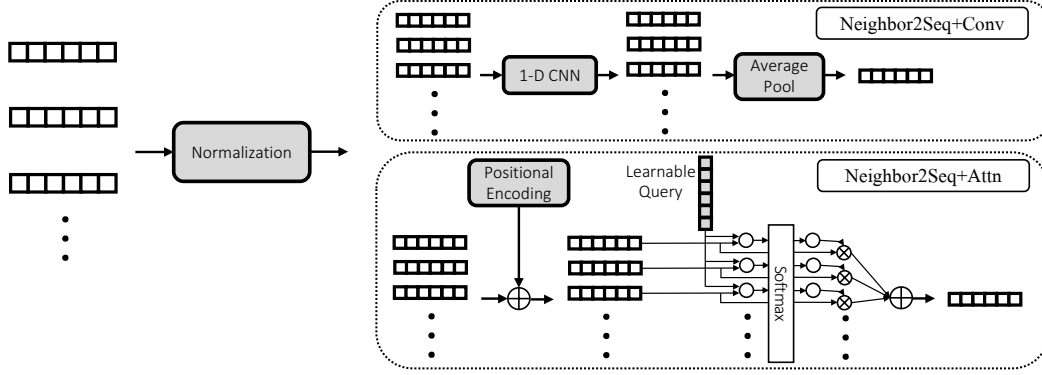 Normalization
Neighbor2Seq+Conv
1-D CNN
Average
Pool
Neighbor2Seq+Attn
Positional
Encoding
Learnable
Query
Softmax